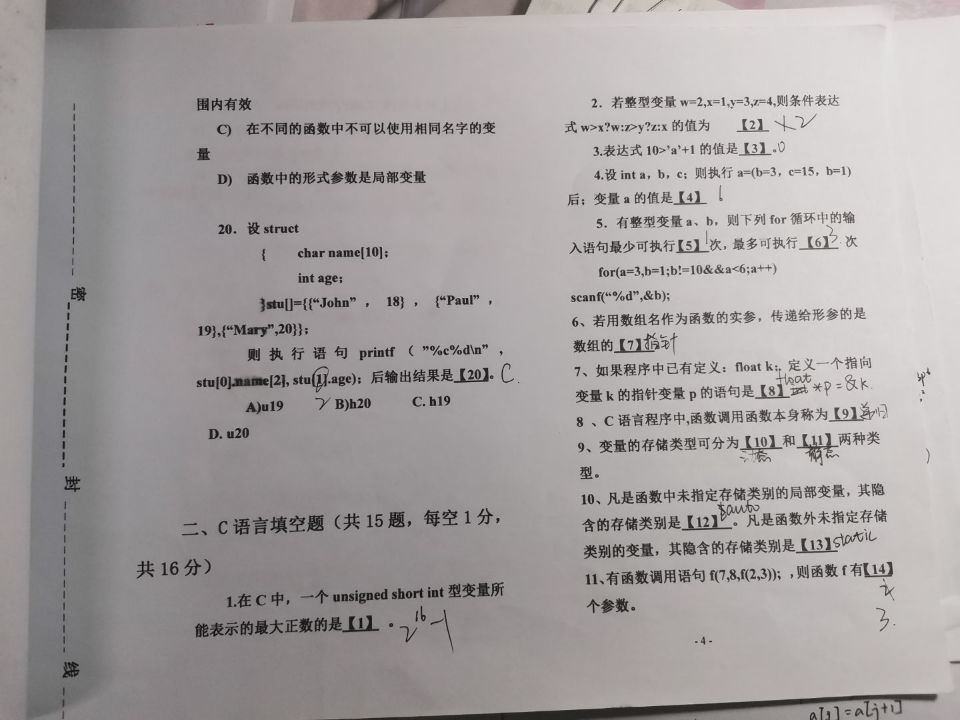 围内有效
C) 在不同的函数中不可以使用相同名字的变
量
D) 函数中的形式参数是局部变量
20. 设 struct
{ char name[10];
int age;
}stu[]={{“John”, 18}, {“Paul”,
19},{“Mary”,20}};
则执行语句 printf (”%c%d\n”,
stu[0].name[2], stu[1].age); 后输出结果是【20】。C
A)u19 B)h20 C. h19
D. u20
二、C 语言填空题（共 15 题，每空 1 分，
共 16 分）
1.在 C 中，一个 unsigned short int 型变量所
能表示的最大正数的是【1】。2^16-1
密
封
线
2. 若整型变量 w=2,x=1,y=3,z=4,则条件表达
式 w>x?w:z>y?z:x 的值为 【2】 2
3.表达式 10>’a’+1 的值是【3】。0
4.设 int a，b，c；则执行 a=(b=3，c=15，b=1)
后；变量 a 的值是【4】 1
5．有整型变量 a、b，则下列 for 循环中的输
入语句最少可执行【5】1次，最多可执行【6】3次
for(a=3,b=1;b!=10&&a<6;a++)
scanf(“%d”,&b);
6、若用数组名作为函数的实参，传递给形参的是
数组的【7】指针
7、如果程序中已有定义：float k;，定义一个指向
变量 k 的指针变量 p 的语句是【8】float *p = &k.
8 、C 语言程序中,函数调用函数本身称为【9】
9、变量的存储类型可分为【10】和【11】两种类
动态 静态
型。
10、凡是函数中未指定存储类别的局部变量，其隐
含的存储类别是【12】auto。凡是函数外未指定存储
类别的变量，其隐含的存储类别是【13】static
11、有函数调用语句 f(7,8,f(2,3));，则函数 f 有【14】
个参数。
3.
- 4 -
a[j]=a[j+1]